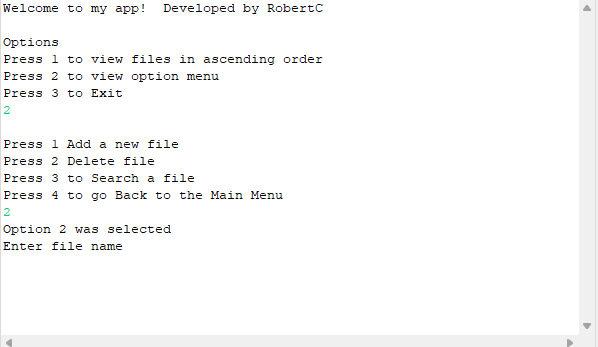 Welcome to my app!  Developed by RobertC
Options
Press 1 to view files in ascending order
Press 2 to view option menu
Press 3 to Exit
2
Press 1 Add a new file
Press 2 Delete file
Press 3 to Search a file
Press 4 to go Back to the Main Menu
2
Option 2 was selected
Enter file name